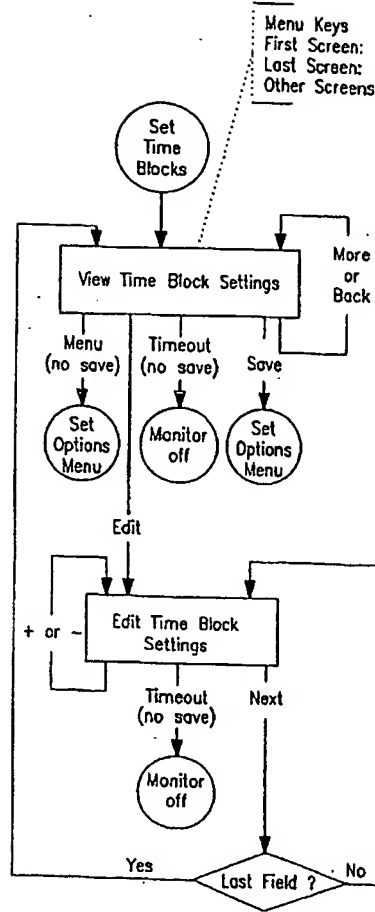 Menu Keys
First Screen:
Last Screen:
Other Screens
Set
Time
Blocks
View Time Block Settings
More
or
Back
Menu
(no save)
Timeout
(no save)
Save
Set
Options
Menu
Monitor
off
Set
Options
Menu
Edit
+ or -
Edit Time Block
Settings
Timeout
(no save)
Next
Monitor
off
Yes
Last Field ?
No